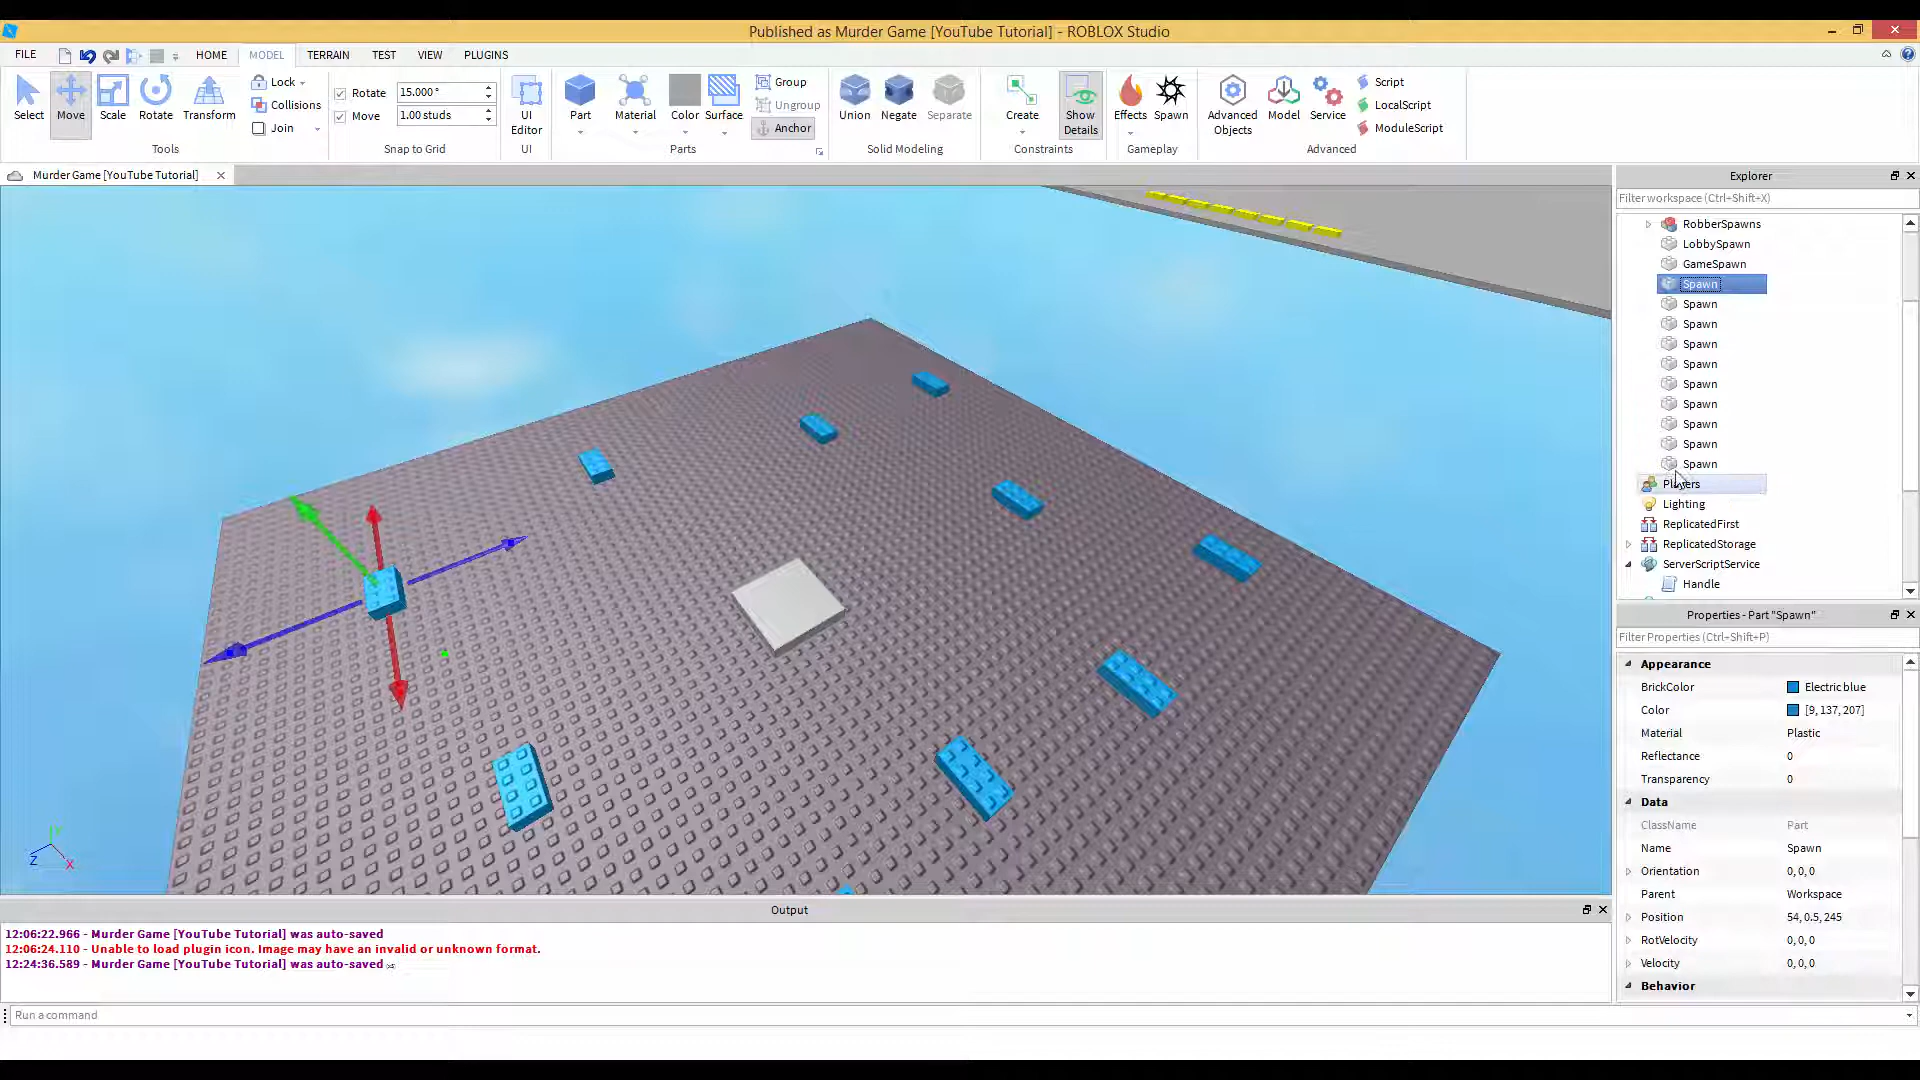 Published as Murder Game [YouTube Tutorial] - ROBLOX Studio
FILE HOME MODEL TERRAIN TEST VIEW PLUGINS
Select Move Scale Rotate Transform
Lock
Collisions
Join
Tools
Rotate 15.000°
Move 1.00 studs
Snap to Grid
UI Editor
UI
Part Material Color Surface
Group
Ungroup
Anchor
Parts
Union Negate Separate
Solid Modeling
Create Show Details
Constraints
Effects Spawn
Gameplay
Advanced Objects Model Service
Script
LocalScript
ModuleScript
Advanced
Murder Game [YouTube Tutorial]
Explorer
Filter workspace (Ctrl+Shift+X)
RobberSpawns
LobbySpawn
GameSpawn
Spawn
Spawn
Spawn
Spawn
Spawn
Spawn
Spawn
Spawn
Spawn
Spawn
Players
Lighting
ReplicatedFirst
ReplicatedStorage
ServerScriptService
Handle
Properties - Part "Spawn"
Filter Properties (Ctrl+Shift+P)
Appearance
BrickColor Electric blue
Color [9, 137, 207]
Material Plastic
Reflectance 0
Transparency 0
Data
ClassName Part
Name Spawn
Orientation 0, 0, 0
Parent Workspace
Position 54, 0.5, 245
RotVelocity 0, 0, 0
Velocity 0, 0, 0
Behavior
Y
Z
X
Output
12:06:22.966 - Murder Game [YouTube Tutorial] was auto-saved
12:06:24.110 - Unable to load plugin icon. Image may have an invalid or unknown format.
12:24:36.589 - Murder Game [YouTube Tutorial] was auto-saved
Run a command